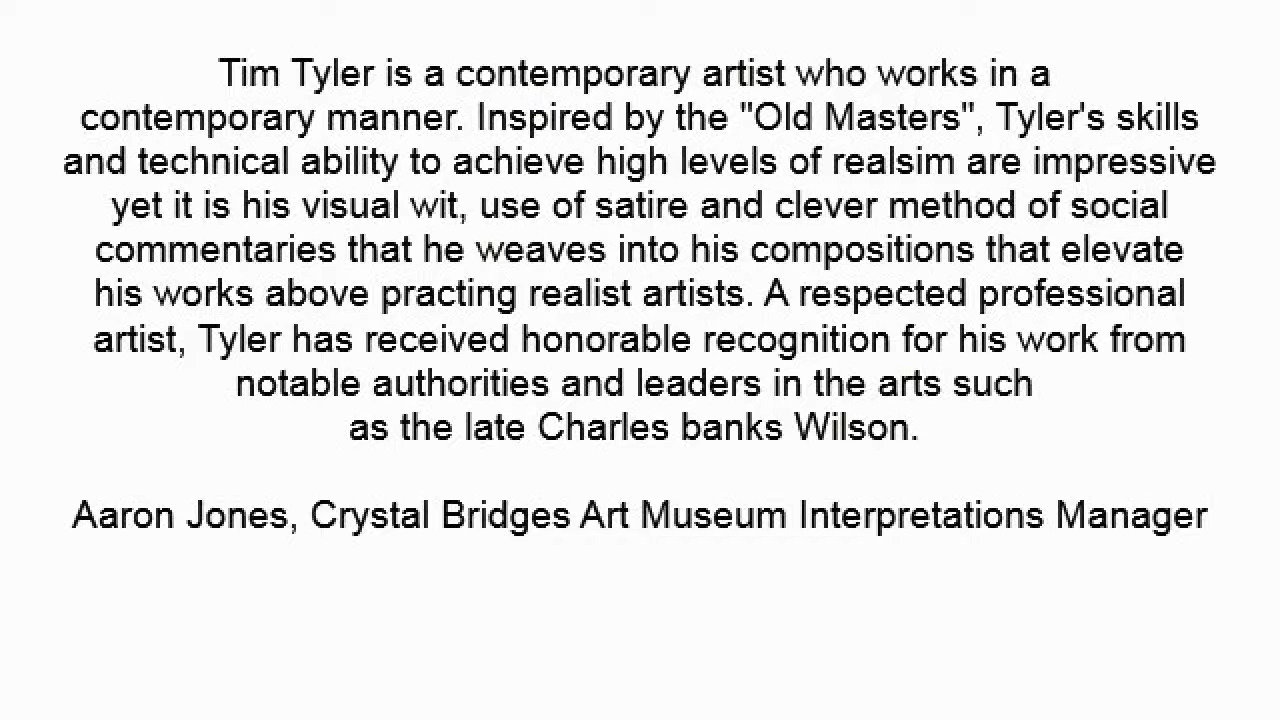 Tim Tyler is a contemporary artist who works in a
contemporary manner. Inspired by the "Old Masters", Tyler's skills
and technical ability to achieve high levels of realsim are impressive
yet it is his visual wit, use of satire and clever method of social
commentaries that he weaves into his compositions that elevate
his works above practing realist artists. A respected professional
artist, Tyler has received honorable recognition for his work from
notable authorities and leaders in the arts such
as the late Charles banks Wilson.
Aaron Jones, Crystal Bridges Art Museum Interpretations Manager